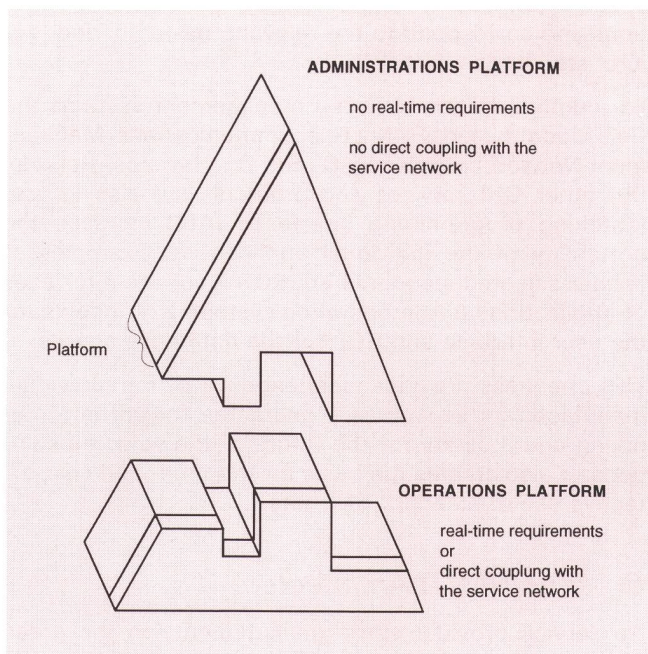 ADMINISTRATIONS PLATFORM
no real-time requirements
no direct coupling with the
service network
Platform
OPERATIONS PLATFORM
real-time requirements
or
direct couplung with
the service network